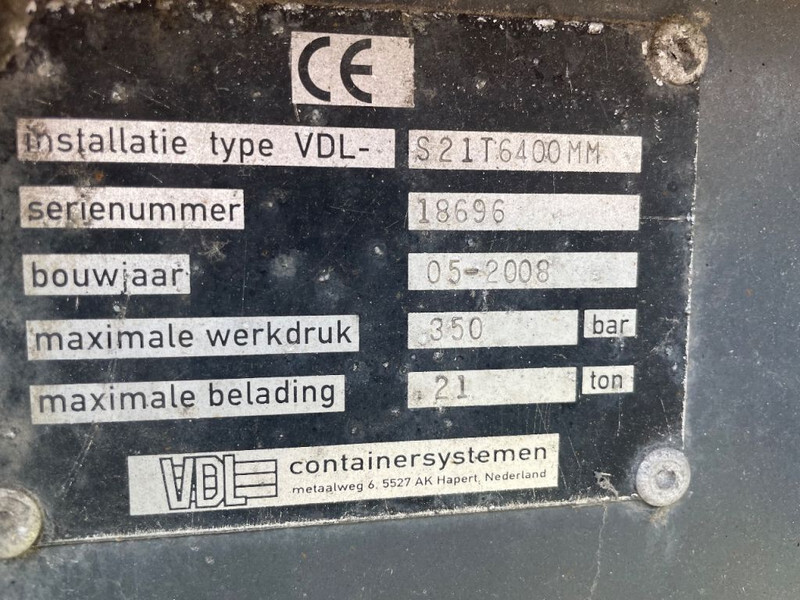 CE
installatie type VDL- S21T6400MM
serienummer 18696
bouwjaar 05-2008
maximale werkdruk 350 bar
maximale belading 21 ton
VDL containersystemen
metaalweg 6, 5527 AK Hapert, Nederland